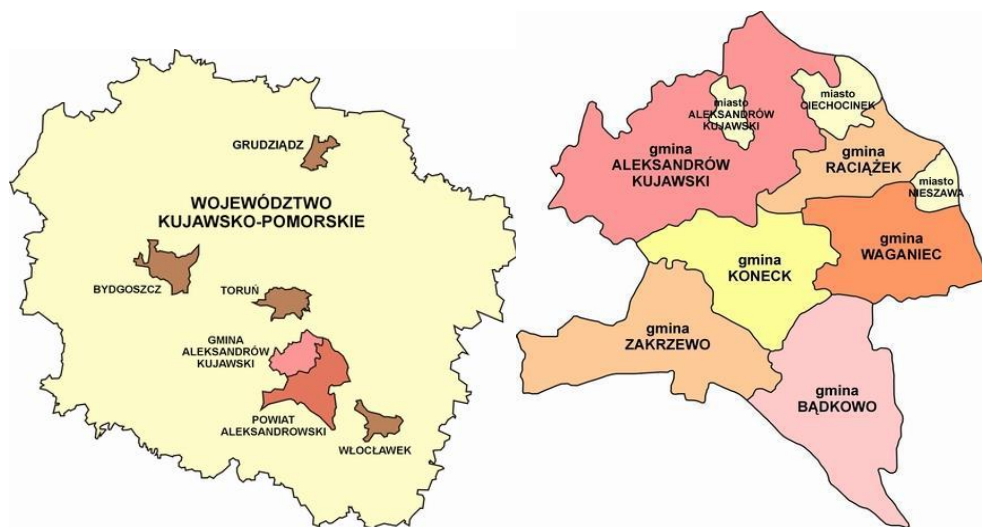 GRUDZIĄDZ
WOJEWÓDZTWO
KUJAWSKO-POMORSKIE
BYDGOSZCZ
TORUŃ
GMINA
ALEKSANDRÓW
KUJAWSKI
POWIAT
ALEKSANDROWSKI
WŁOCŁAWEK
miasto
ALEKSANDRÓW
KUJAWSKI
miasto
CIECHOCINEK
gmina
ALEKSANDRÓW
KUJAWSKI
gmina
RACIĄŻEK
miasto
NIESZAWA
gmina
WAGANIEC
gmina
KONECK
gmina
ZAKRZEWO
gmina
BĄDKOWO